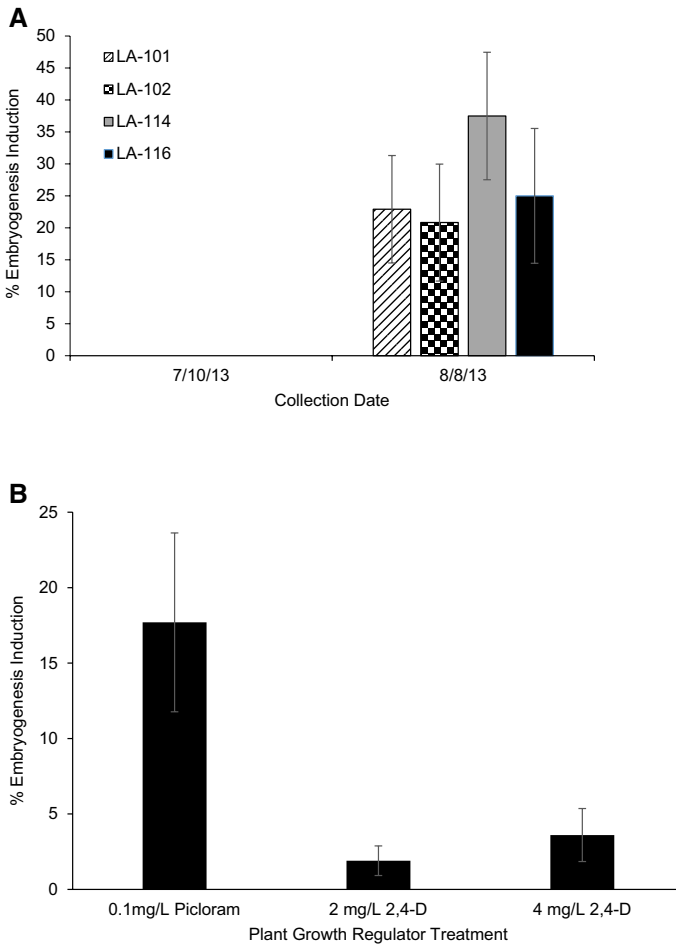 A
50
45
40
35
30
25
20
15
10
5
0
% Embryogenesis Induction
LA-101
LA-102
LA-114
LA-116
7/10/13
8/8/13
Collection Date
B
25
20
15
10
5
0
% Embryogenesis Induction
0.1mg/L Picloram
2 mg/L 2,4-D
4 mg/L 2,4-D
Plant Growth Regulator Treatment